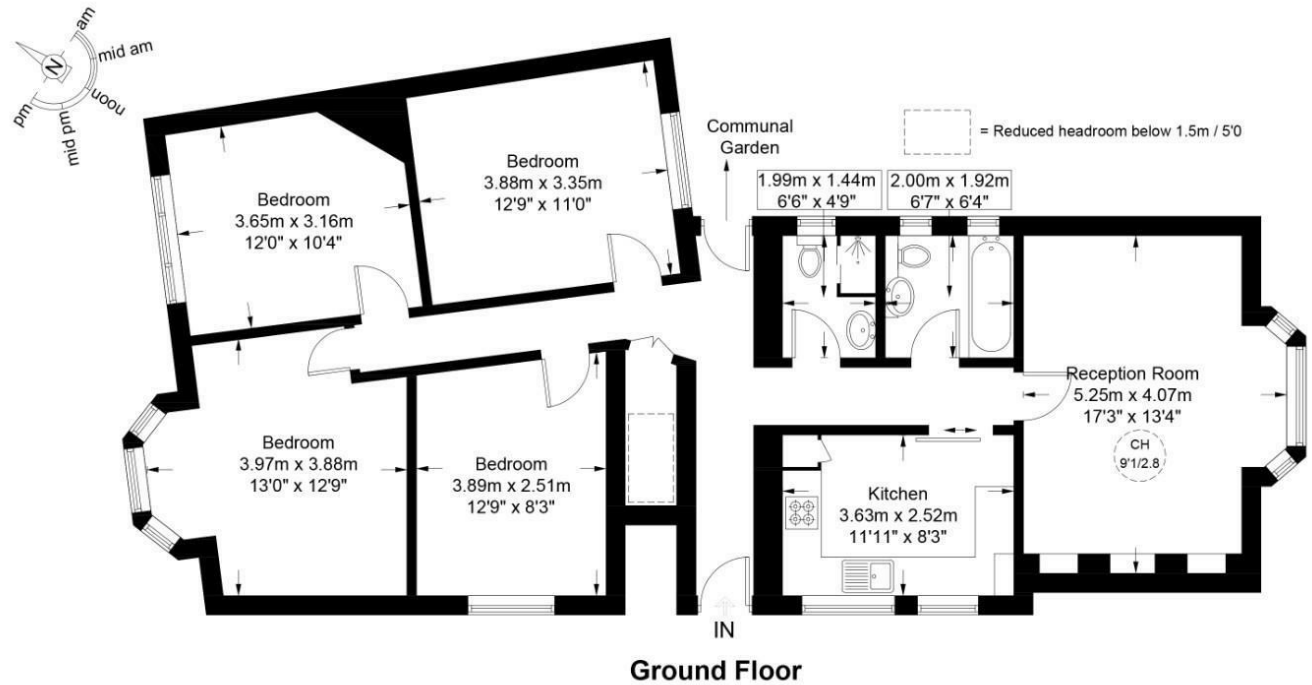 am
mid am
N
noon
mid pm
pm
Communal
Garden
= Reduced headroom below 1.5m / 5'0
Bedroom
3.88m x 3.35m
12'9" x 11'0"
1.99m x 1.44m
6'6" x 4'9"
2.00m x 1.92m
6'7" x 6'4"
Bedroom
3.65m x 3.16m
12'0" x 10'4"
Reception Room
5.25m x 4.07m
17'3" x 13'4"
CH
9'1/2.8
Bedroom
3.97m x 3.88m
13'0" x 12'9"
Bedroom
3.89m x 2.51m
12'9" x 8'3"
Kitchen
3.63m x 2.52m
11'11" x 8'3"
IN
Ground Floor